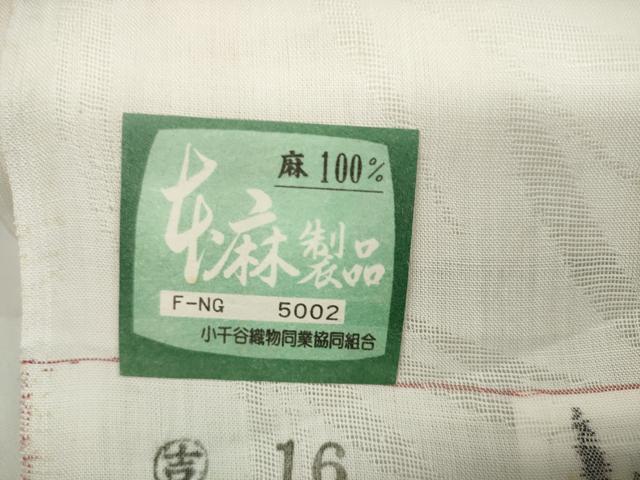 麻 100%
本麻製品
F-NG 5002
小千谷織物同業協同組合
吉 16